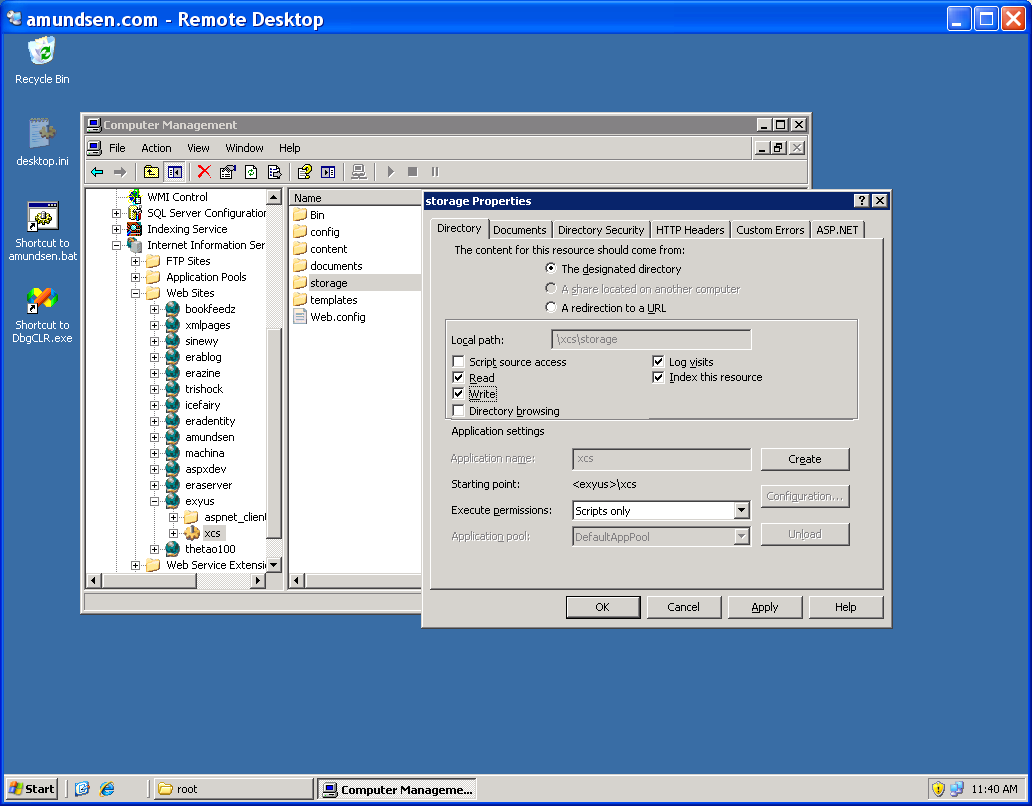 amundsen.com - Remote Desktop
Recycle Bin
desktop.ini
Shortcut to
amundsen.bat
Shortcut to
DbgCLR.exe
Computer Management
File Action View Window Help
WMI Control
SQL Server Configuration
Indexing Service
Internet Information Ser
FTP Sites
Application Pools
Web Sites
bookfeedz
xmlpages
sinewy
erablog
erazine
trishock
icefairy
eradentity
amundsen
machina
aspxdev
eraserver
exyus
aspnet_client
xcs
thetao100
Web Service Extensi
Name
Bin
config
content
documents
storage
templates
Web.config
storage Properties
Directory Documents Directory Security HTTP Headers Custom Errors ASP.NET
The content for this resource should come from:
The designated directory
A share located on another computer
A redirection to a URL
Local path: \xcs\storage
Script source access Log visits
Read Index this resource
Write
Directory browsing
Application settings
Application name: xcs Create
Starting point: <exyus>\xcs Configuration...
Execute permissions: Scripts only
Application pool: DefaultAppPool Unload
OK Cancel Apply Help
Start root Computer Manageme... 11:40 AM